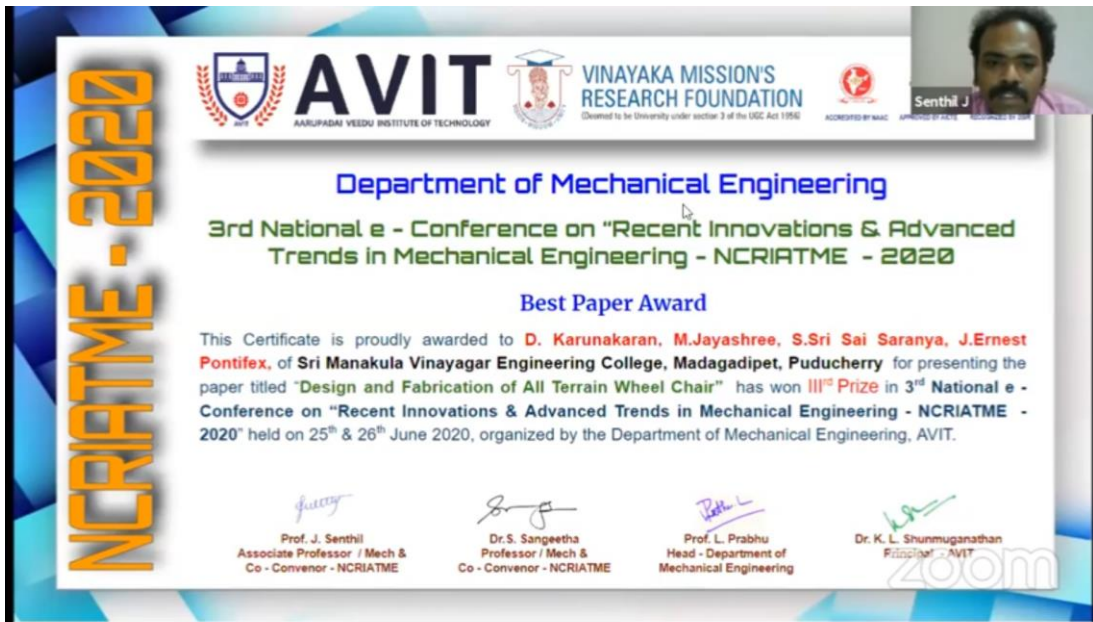 NCRIATME - 2020
AVIT
AARUPADAI VEEDU INSTITUTE OF TECHNOLOGY
VINAYAKA MISSION'S
RESEARCH FOUNDATION
(Deemed to be University under section 3 of the UGC Act 1956)
ACCREDITED BY NAAC APPROVED BY AICTE
Senthil J
Department of Mechanical Engineering
3rd National e - Conference on "Recent Innovations & Advanced
Trends in Mechanical Engineering - NCRIATME - 2020
Best Paper Award
This Certificate is proudly awarded to D. Karunakaran, M.Jayashree, S.Sri Sai Saranya, J.Ernest
Pontifex, of Sri Manakula Vinayagar Engineering College, Madagadipet, Puducherry for presenting the
paper titled "Design and Fabrication of All Terrain Wheel Chair" has won IIIrd Prize in 3rd National e -
Conference on "Recent Innovations & Advanced Trends in Mechanical Engineering - NCRIATME -
2020" held on 25th & 26th June 2020, organized by the Department of Mechanical Engineering, AVIT.
Prof. J. Senthil
Associate Professor / Mech &
Co - Convenor - NCRIATME
Dr.S. Sangeetha
Professor / Mech &
Co - Convenor - NCRIATME
Prof. L. Prabhu
Head - Department of
Mechanical Engineering
Dr. K. L. Shunmuganathan
Principal - AVIT
zoom